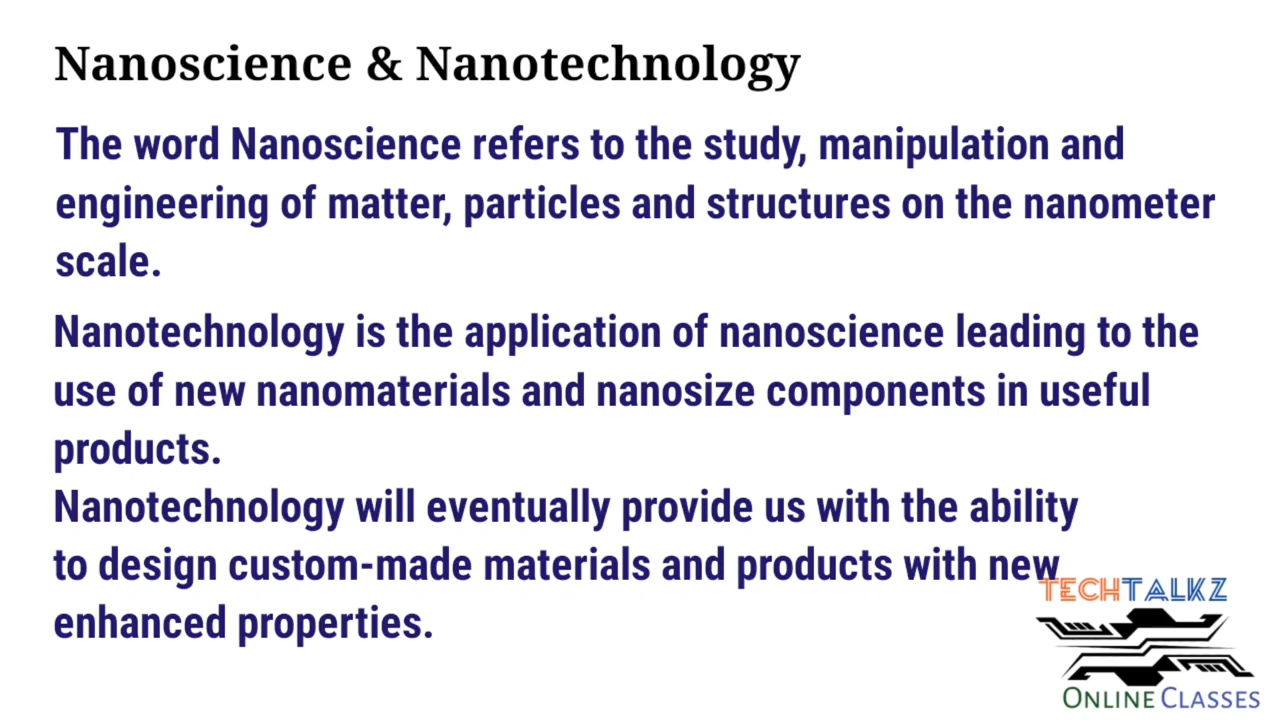 Nanoscience & Nanotechnology
The word Nanoscience refers to the study, manipulation and
engineering of matter, particles and structures on the nanometer
scale.
Nanotechnology is the application of nanoscience leading to the
use of new nanomaterials and nanosize components in useful
products.
Nanotechnology will eventually provide us with the ability
to design custom-made materials and products with new
enhanced properties.
TECHTALKZ
ONLINE CLASSES